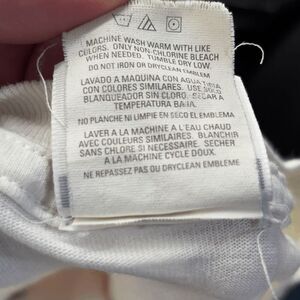 MACHINE WASH WARM WITH LIKE
COLORS. ONLY NON-CHLORINE BLEACH
WHEN NEEDED. TUMBLE DRY LOW.
DO NOT IRON OR DRYCLEAN EMBLEM
LAVADO A MAQUINA CON AGUA TIBIA
CON COLORES SIMILARES. USE SOLO
BLANQUEADOR SIN CLORO. SECAR A
TEMPERATURA BAJA.
NO PLANCHE NI LIMPIE EN SECO EL EMBLEMA
LAVER A LA MACHINE A L'EAU CHAUD
AVEC COULEURS SIMILAIRES. BLANCHIR
SANS CHLORE SI NECESSAIRE. SECHER
A LA MACHINE CYCLE DOUX.
NE REPASSEZ PAS OU DRYCLEAN EMBLEME